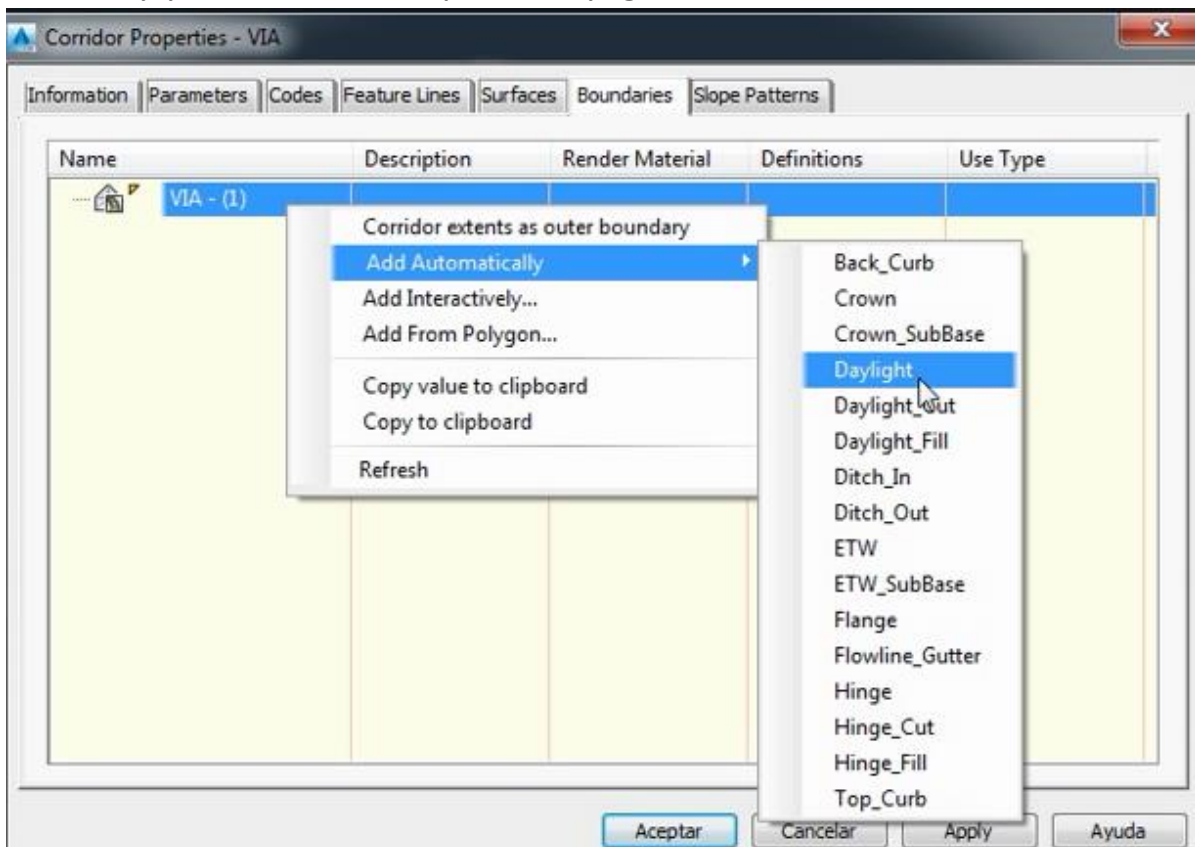 Corridor Properties - VIA
Information Parameters Codes Feature Lines Surfaces Boundaries Slope Patterns
Name Description Render Material Definitions Use Type
VIA - (1)
Corridor extents as outer boundary
Add Automatically
Add Interactively...
Add From Polygon...
Copy value to clipboard
Copy to clipboard
Refresh
Back_Curb
Crown
Crown_SubBase
Daylight
Daylight_
Daylight_Fill
Ditch_In
Ditch_Out
ETW
ETW_SubBase
Flange
Flowline_Gutter
Hinge
Hinge_Cut
Hinge_Fill
Top_Curb
Aceptar Cancelar Apply Ayuda